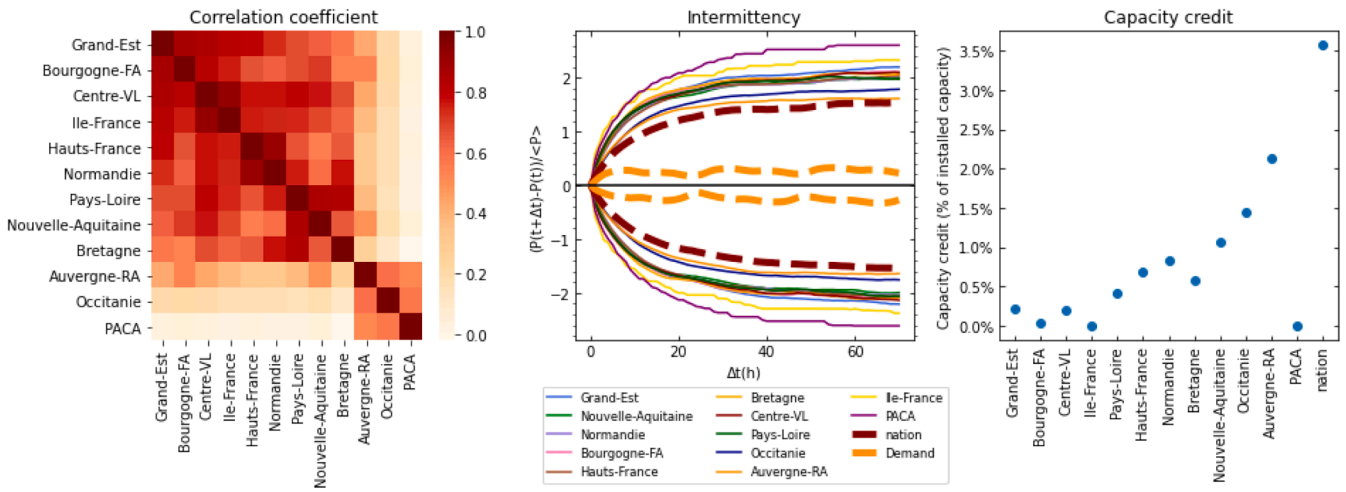 Correlation coefficient
Grand-Est
Bourgogne-FA
Centre-VL
Ile-France
Hauts-France
Normandie
Pays-Loire
Nouvelle-Aquitaine
Bretagne
Auvergne-RA
Occitanie
PACA
Grand-Est
Bourgogne-FA
Centre-VL
Ile-France
Hauts-France
Normandie
Pays-Loire
Nouvelle-Aquitaine
Bretagne
Auvergne-RA
Occitanie
PACA
1.0
0.8
0.6
0.4
0.2
0.0
Intermittency
(P(t+Δt)-P(t))/<P>
2
1
0
−1
−2
0
20
40
60
Δt(h)
Grand-Est
Nouvelle-Aquitaine
Normandie
Bourgogne-FA
Hauts-France
Bretagne
Centre-VL
Pays-Loire
Occitanie
Auvergne-RA
Ile-France
PACA
nation
Demand
Capacity credit
Capacity credit (% of installed capacity)
3.5%
3.0%
2.5%
2.0%
1.5%
1.0%
0.5%
0.0%
Grand-Est
Bourgogne-FA
Centre-VL
Ile-France
Pays-Loire
Hauts-France
Normandie
Bretagne
Nouvelle-Aquitaine
Occitanie
Auvergne-RA
PACA
nation